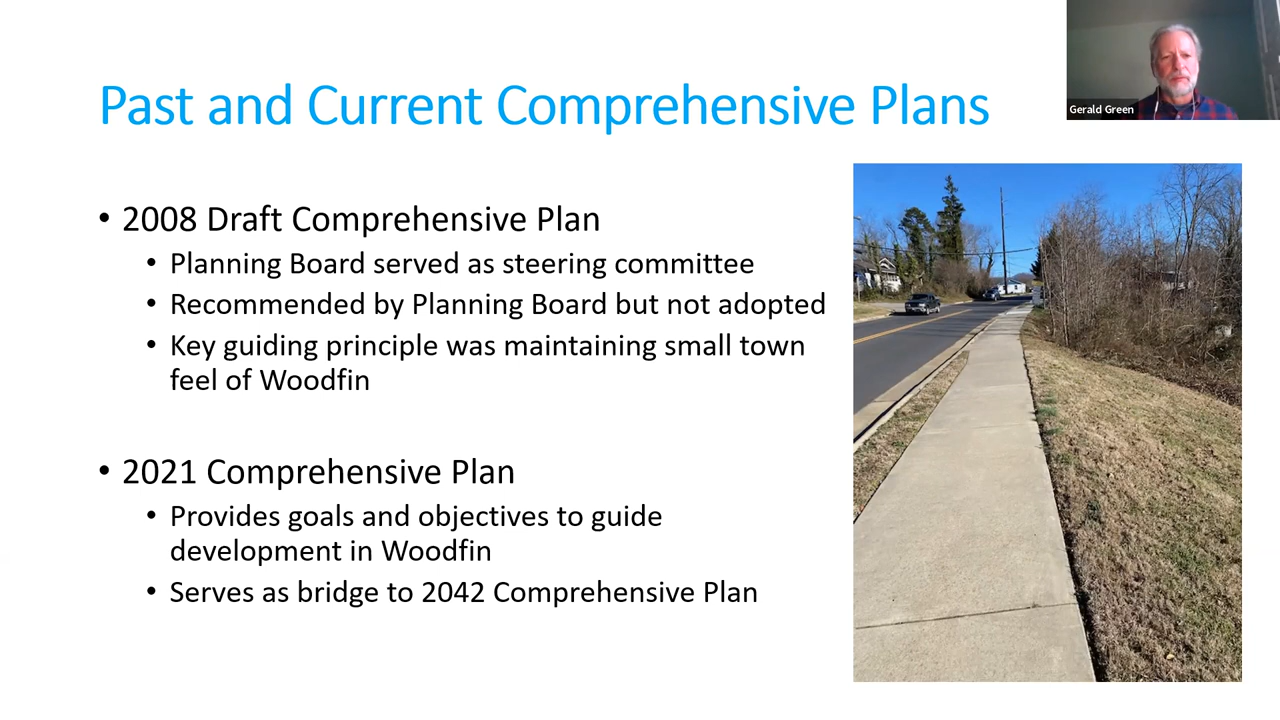 Past and Current Comprehensive Plans
Gerald Green
• 2008 Draft Comprehensive Plan
• Planning Board served as steering committee
• Recommended by Planning Board but not adopted
• Key guiding principle was maintaining small town
feel of Woodfin
• 2021 Comprehensive Plan
• Provides goals and objectives to guide
development in Woodfin
• Serves as bridge to 2042 Comprehensive Plan